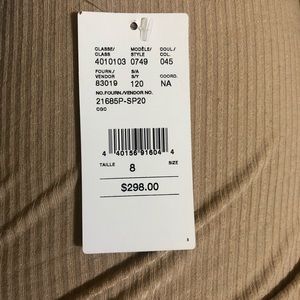 CLASSE/ MODÈLE/ COUL./
CLASS STYLE COL
4010103 0749 045
FOURN./ S/A
VENDOR S/Y COORD.
83019 120 NA
NO.FOURN./VENDOR NO.
21685P-SP20
CGO
4 40156 91604 4
TAILLE 8 SIZE
$298.00